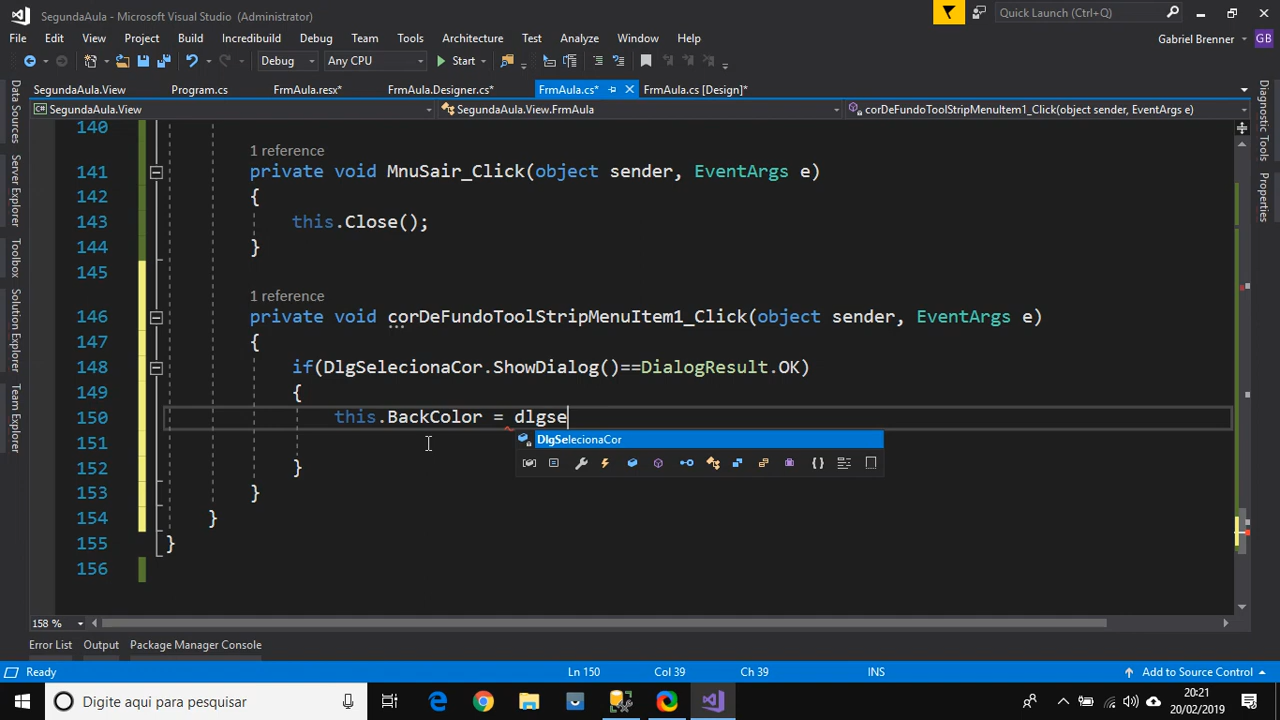 SegundaAula - Microsoft Visual Studio (Administrator)
Quick Launch (Ctrl+Q)
File Edit View Project Build Incredibuild Debug Team Tools Architecture Test Analyze Window Help
Gabriel Brenner GB
Debug Any CPU Start
SegundaAula.View Program.cs FrmAula.resx* FrmAula.Designer.cs* FrmAula.cs* FrmAula.cs [Design]*
SegundaAula.View SegundaAula.View.FrmAula corDeFundoToolStripMenuItem1_Click(object sender, EventArgs e)
Data Sources
Server Explorer
Toolbox
Solution Explorer
Team Explorer
Diagnostic Tools
Properties
140
1 reference
141 private void MnuSair_Click(object sender, EventArgs e)
142 {
143 this.Close();
144 }
145
1 reference
146 private void corDeFundoToolStripMenuItem1_Click(object sender, EventArgs e)
147 {
148 if(DlgSelecionaCor.ShowDialog()==DialogResult.OK)
149 {
150 this.BackColor = dlgse
DlgSelecionaCor
151
152 }
153 }
154 }
155 }
156
158 %
Error List Output Package Manager Console
Ready Ln 150 Col 39 Ch 39 INS Add to Source Control
Digite aqui para pesquisar
20:21
20/02/2019